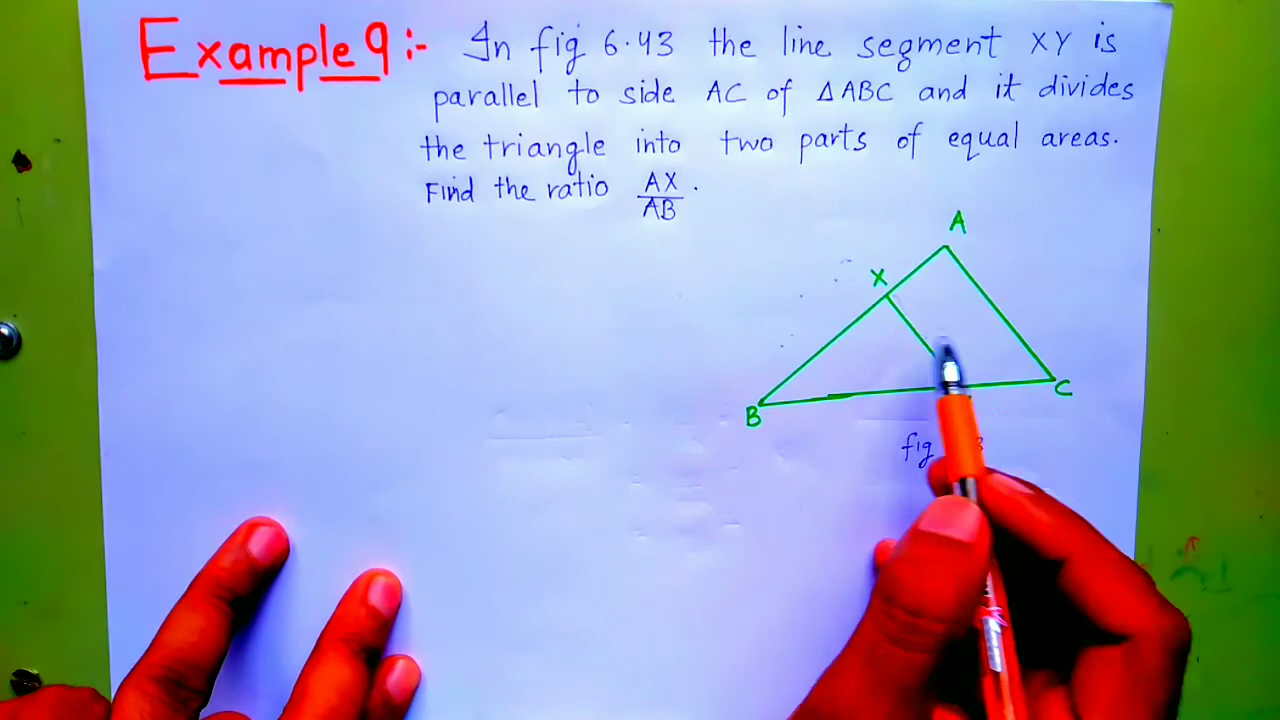 Example 9:- In fig 6.43 the line segment XY is
parallel to side AC of △ABC and it divides
the triangle into two parts of equal areas.
Find the ratio AX/AB.
A
X
B
C
fig